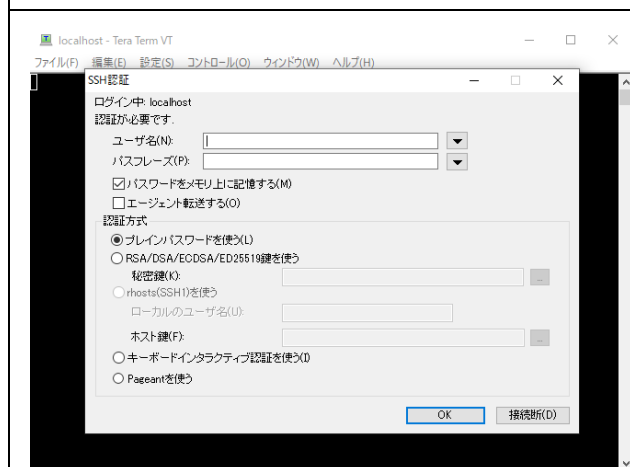 localhost - Tera Term VT
ファイル(F) 編集(E) 設定(S) コントロール(O) ウィンドウ(W) ヘルプ(H)
SSH認証
ログイン中: localhost
認証が必要です.
ユーザ名(N):
パスフレーズ(P):
パスワードをメモリ上に記憶する(M)
エージェント転送する(O)
認証方式
プレインパスワードを使う(L)
RSA/DSA/ECDSA/ED25519鍵を使う
秘密鍵(K):
...
rhosts(SSH1)を使う
ローカルのユーザ名(U):
ホスト鍵(F):
...
キーボードインタラクティブ認証を使う(I)
Pageantを使う
OK 接続断(D)